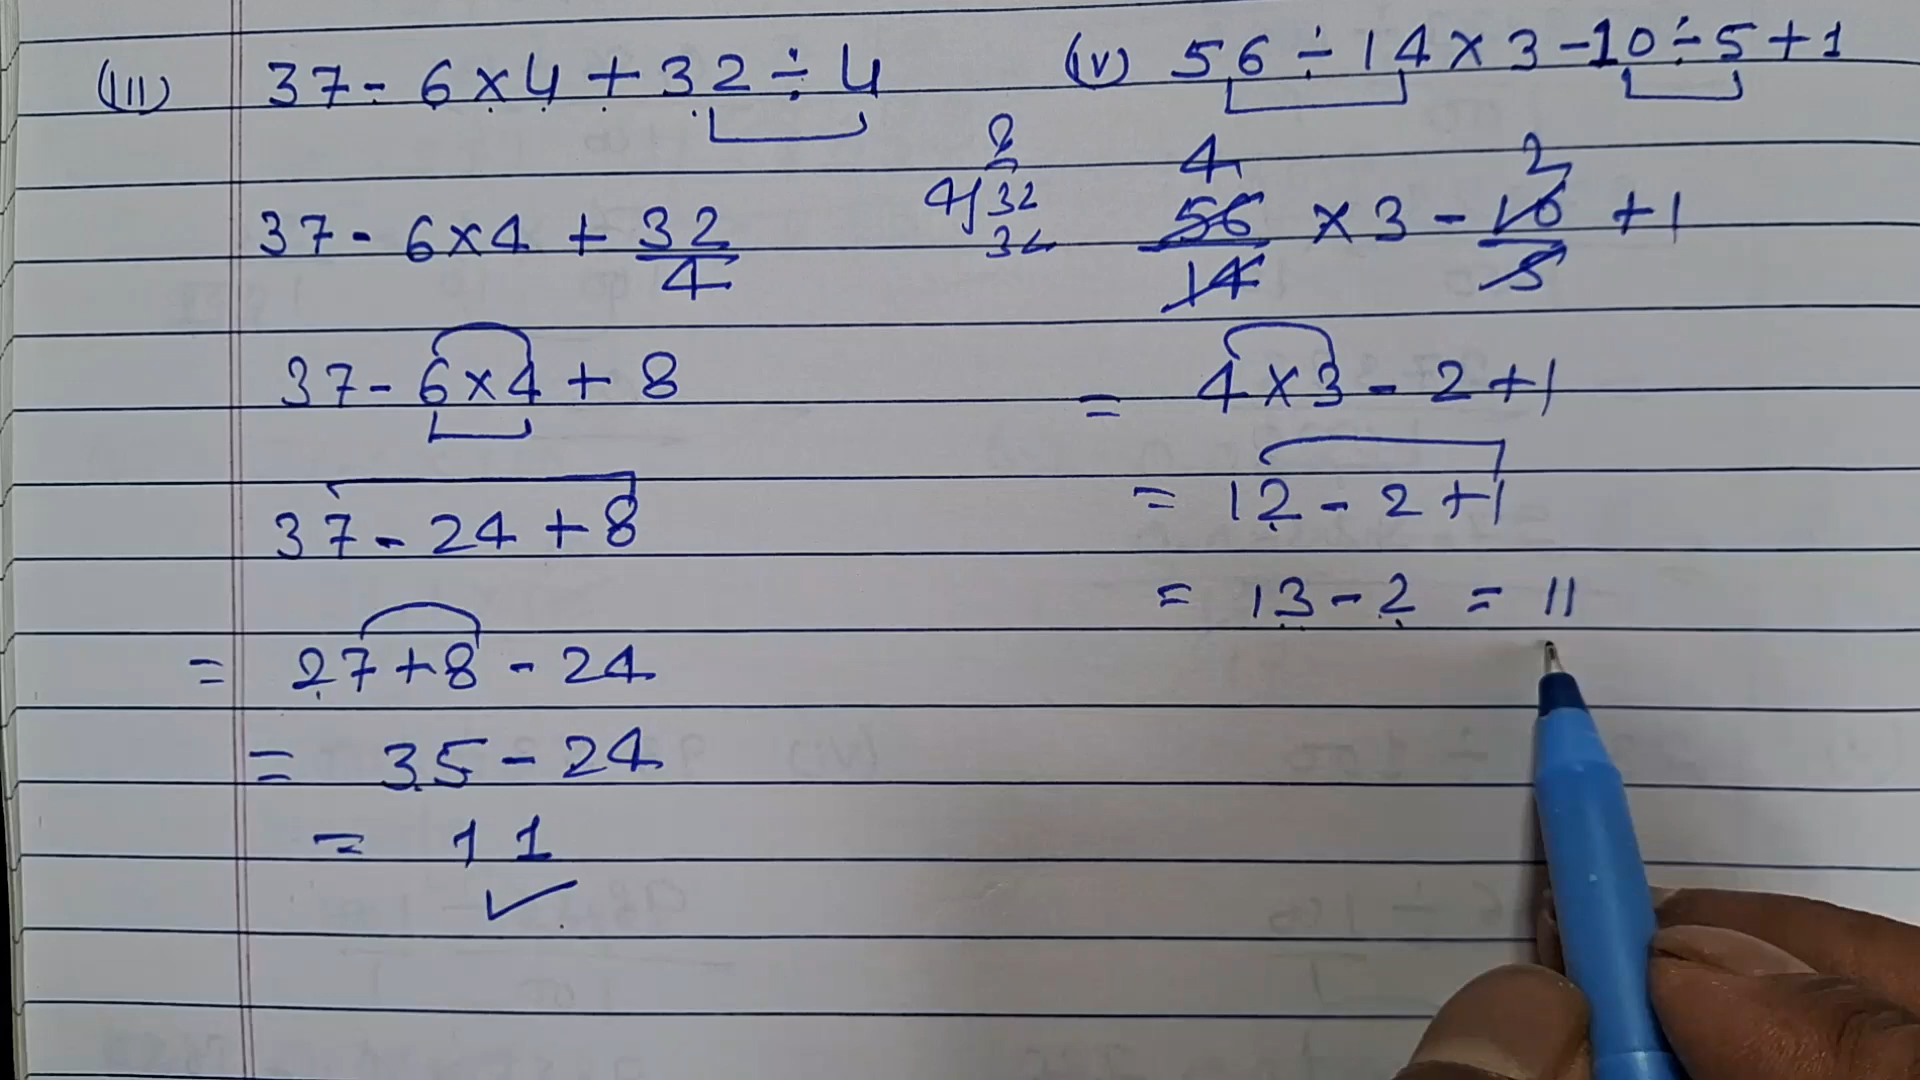 (III) 37 - 6 × 4 + 32 ÷ 4
37 - 6 × 4 + 32/4
8
4)32
32
37 - 6 × 4 + 8
37 - 24 + 8
= 27 + 8 - 24
= 35 - 24
= 11 ✓
(V) 56 ÷ 14 × 3 - 10 ÷ 5 + 1
4 2
56/14 × 3 - 10/5 + 1
= 4 × 3 - 2 + 1
= 12 - 2 + 1
= 13 - 2 = 11